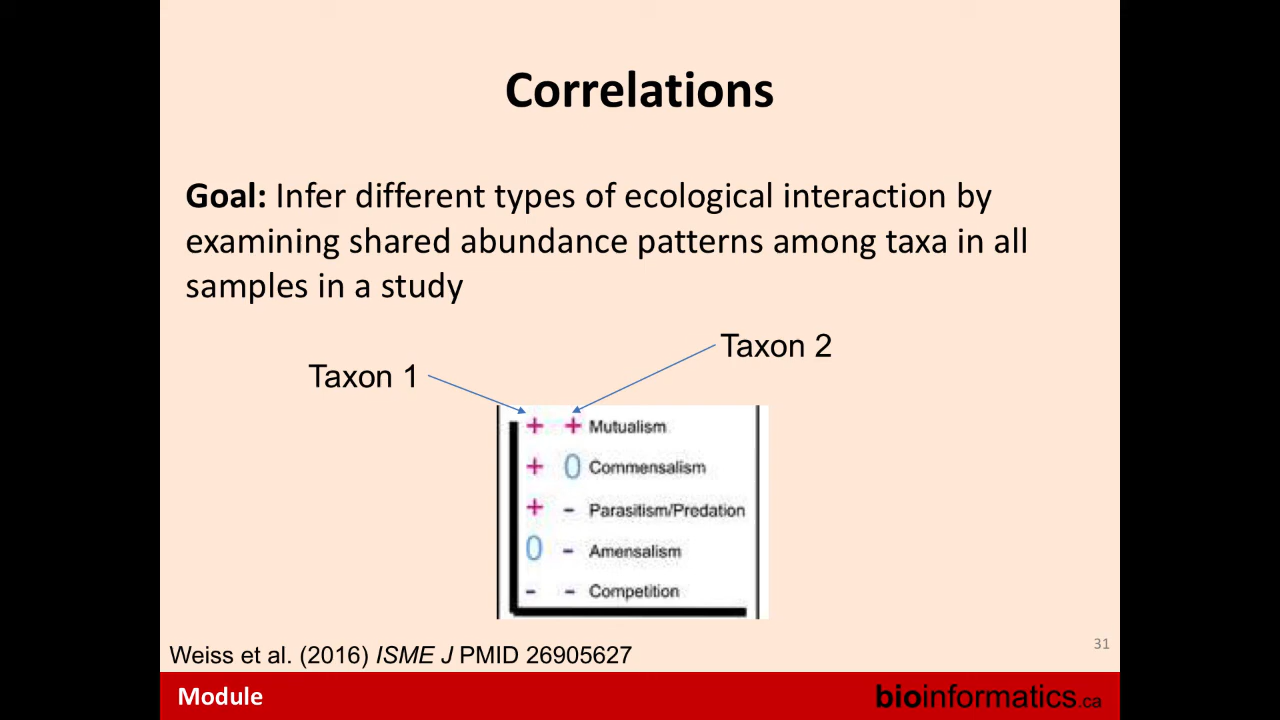 Correlations
Goal: Infer different types of ecological interaction by
examining shared abundance patterns among taxa in all
samples in a study
Taxon 2
Taxon 1
+ + Mutualism
+ 0 Commensalism
+ - Parasitism/Predation
0 - Amensalism
- - Competition
Weiss et al. (2016) ISME J PMID 26905627
31
Module
bioinformatics.ca